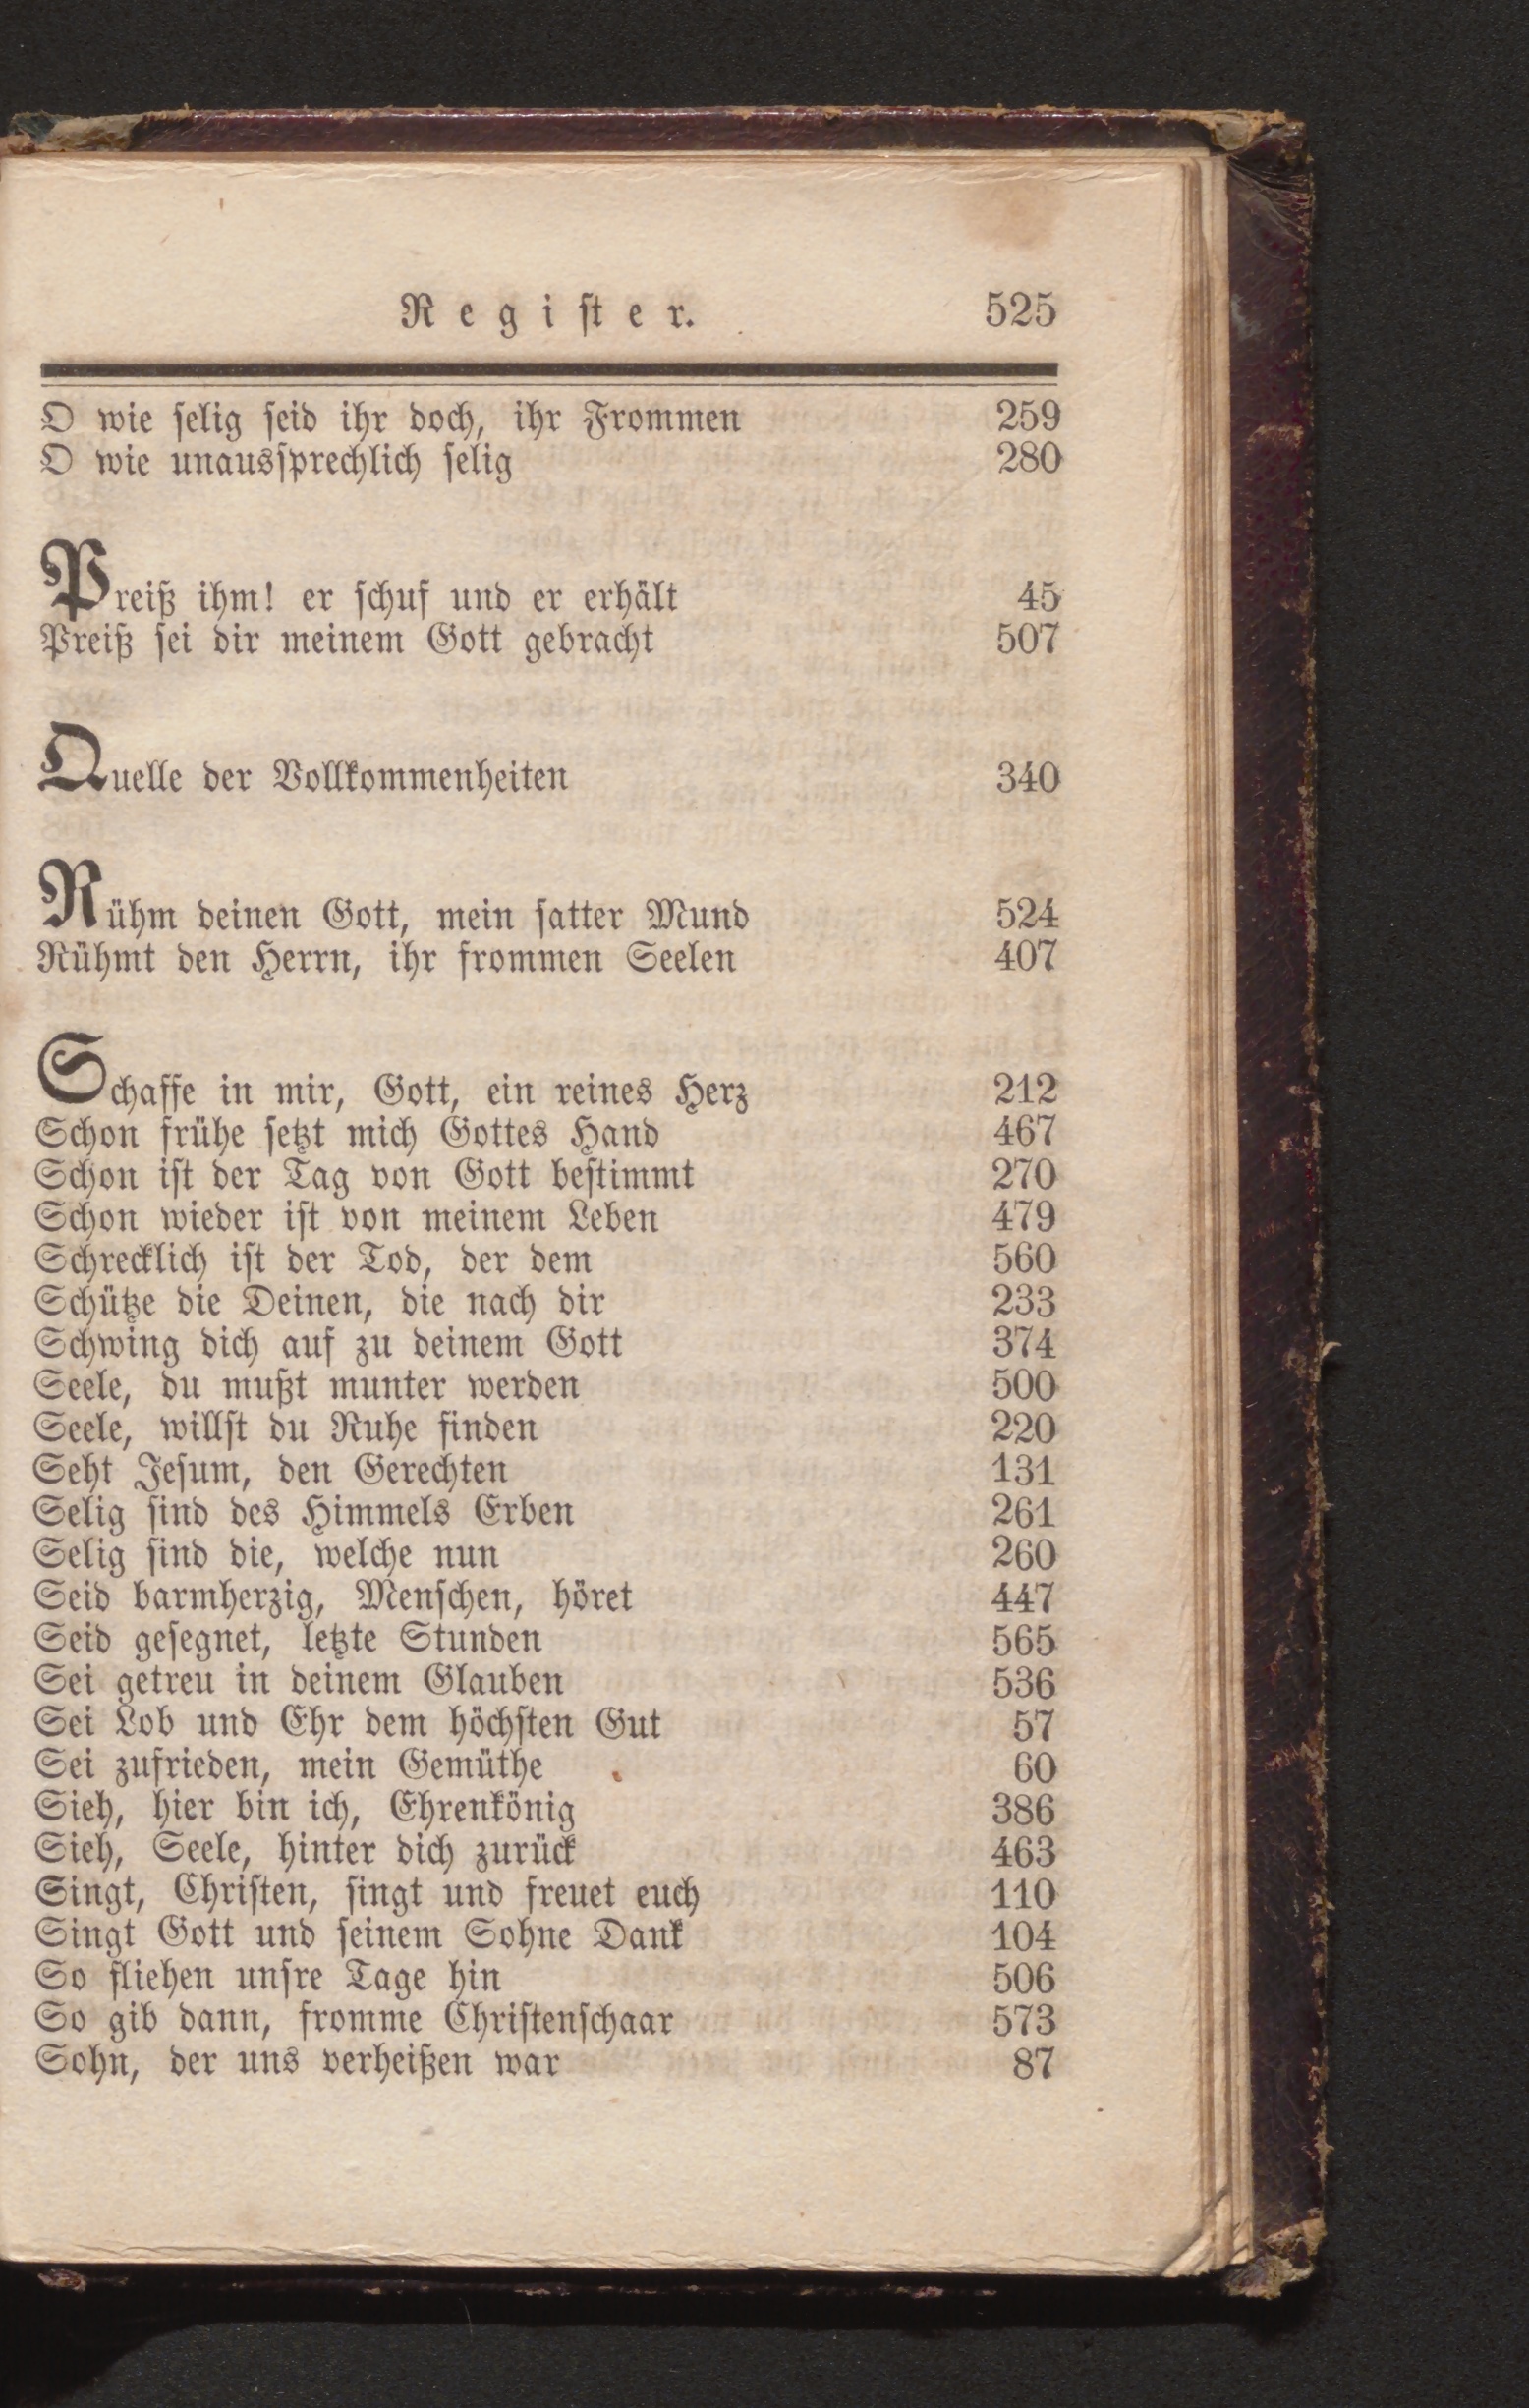 Register. 525
O wie selig seid ihr doch, ihr Frommen 259
O wie unaussprechlich selig 280
Preiß ihm! er schuf und er erhält 45
Preiß sei dir meinem Gott gebracht 507
Quelle der Vollkommenheiten 340
Rühm deinen Gott, mein satter Mund 524
Rühmt den Herrn, ihr frommen Seelen 407
Schaffe in mir, Gott, ein reines Herz 212
Schon frühe setzt mich Gottes Hand 467
Schon ist der Tag von Gott bestimmt 270
Schon wieder ist von meinem Leben 479
Schrecklich ist der Tod, der dem 560
Schütze die Deinen, die nach dir 233
Schwing dich auf zu deinem Gott 374
Seele, du mußt munter werden 500
Seele, willst du Ruhe finden 220
Seht Jesum, den Gerechten 131
Selig sind des Himmels Erben 261
Selig sind die, welche nun 260
Seid barmherzig, Menschen, höret 447
Seid gesegnet, letzte Stunden 565
Sei getreu in deinem Glauben 536
Sei Lob und Ehr dem höchsten Gut 57
Sei zufrieden, mein Gemüthe 60
Sieh, hier bin ich, Ehrenkönig 386
Sieh, Seele, hinter dich zurück 463
Singt, Christen, singt und freuet euch 110
Singt Gott und seinem Sohne Dank 104
So fliehen unsre Tage hin 506
So gib dann, fromme Christenschaar 573
Sohn, der uns verheißen war 87